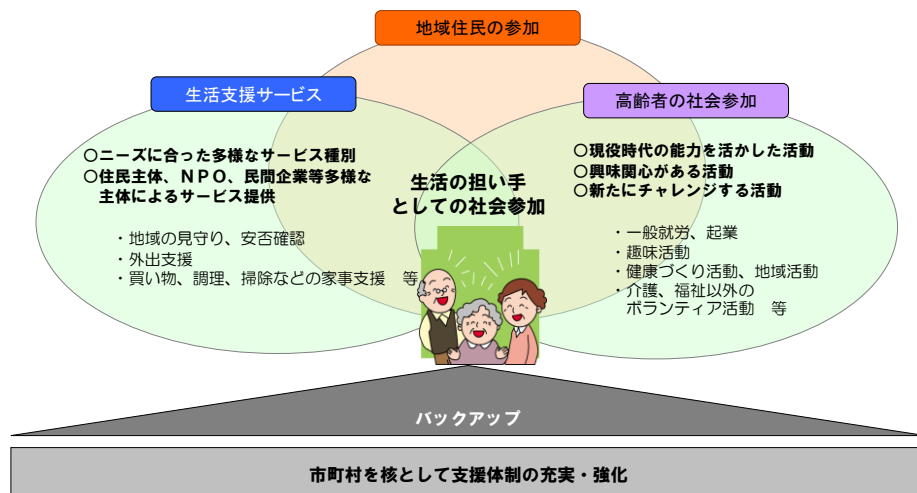 地域住民の参加
生活支援サービス
高齢者の社会参加
○ニーズに合った多様なサービス種別
○住民主体、NPO、民間企業等多様な
主体によるサービス提供
・地域の見守り、安否確認
・外出支援
・買い物、調理、掃除などの家事支援 等
生活の担い手
としての社会参加
○現役時代の能力を活かした活動
○興味関心がある活動
○新たにチャレンジする活動
・一般就労、起業
・趣味活動
・健康づくり活動、地域活動
・介護、福祉以外の
ボランティア活動 等
バックアップ
市町村を核として支援体制の充実・強化